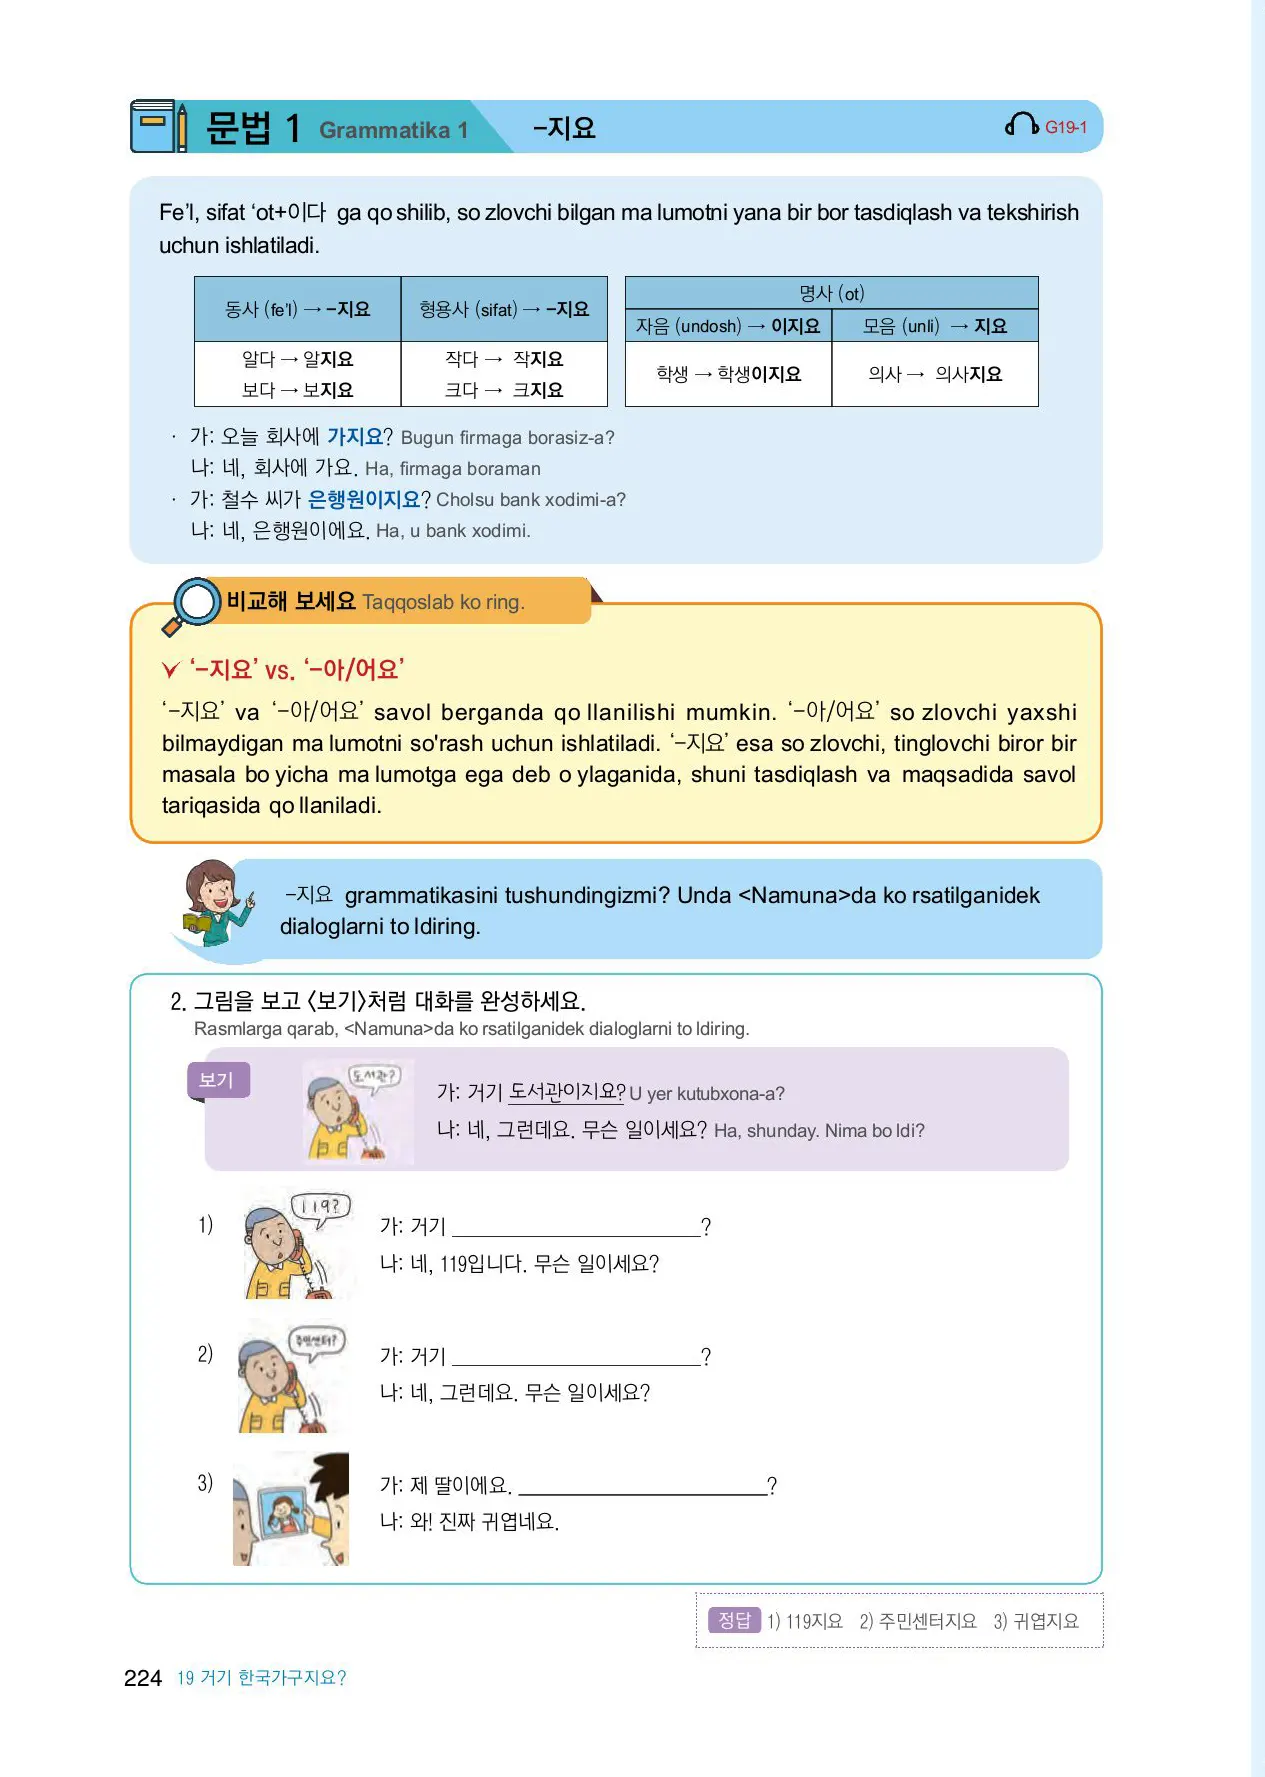 문법 1 Grammatika 1 -지요 G19-1
Fe’l, sifat ‘ot+이다 ga qo shilib, so zlovchi bilgan ma lumotni yana bir bor tasdiqlash va tekshirish
uchun ishlatiladi.
동사 (fe’l) → -지요 형용사 (sifat) → -지요
알다 → 알지요 작다 → 작지요
보다 → 보지요 크다 → 크지요
명사 (ot)
자음 (undosh) → 이지요 모음 (unli) → 지요
학생 → 학생이지요 의사 → 의사지요
· 가: 오늘 회사에 가지요? Bugun firmaga borasiz-a?
나: 네, 회사에 가요. Ha, firmaga boraman
· 가: 철수 씨가 은행원이지요? Cholsu bank xodimi-a?
나: 네, 은행원이에요. Ha, u bank xodimi.
비교해 보세요 Taqqoslab ko ring.
‘-지요’ vs. ‘-아/어요’
‘-지요’ va ‘-아/어요’ savol berganda qo llanilishi mumkin. ‘-아/어요’ so zlovchi yaxshi
bilmaydigan ma lumotni so'rash uchun ishlatiladi. ‘-지요’ esa so zlovchi, tinglovchi biror bir
masala bo yicha ma lumotga ega deb o ylaganida, shuni tasdiqlash va maqsadida savol
tariqasida qo llaniladi.
-지요 grammatikasini tushundingizmi? Unda <Namuna>da ko rsatilganidek
dialoglarni to ldiring.
2. 그림을 보고 <보기>처럼 대화를 완성하세요.
Rasmlarga qarab, <Namuna>da ko rsatilganidek dialoglarni to ldiring.
보기
도서관?
가: 거기 도서관이지요? U yer kutubxona-a?
나: 네, 그런데요. 무슨 일이세요? Ha, shunday. Nima bo ldi?
1)
119?
가: 거기 ____________________?
나: 네, 119입니다. 무슨 일이세요?
2)
주민센터?
가: 거기 ____________________?
나: 네, 그런데요. 무슨 일이세요?
3)
가: 제 딸이에요. ____________________?
나: 와! 진짜 귀엽네요.
정답 1) 119지요 2) 주민센터지요 3) 귀엽지요
224 19 거기 한국가구지요?